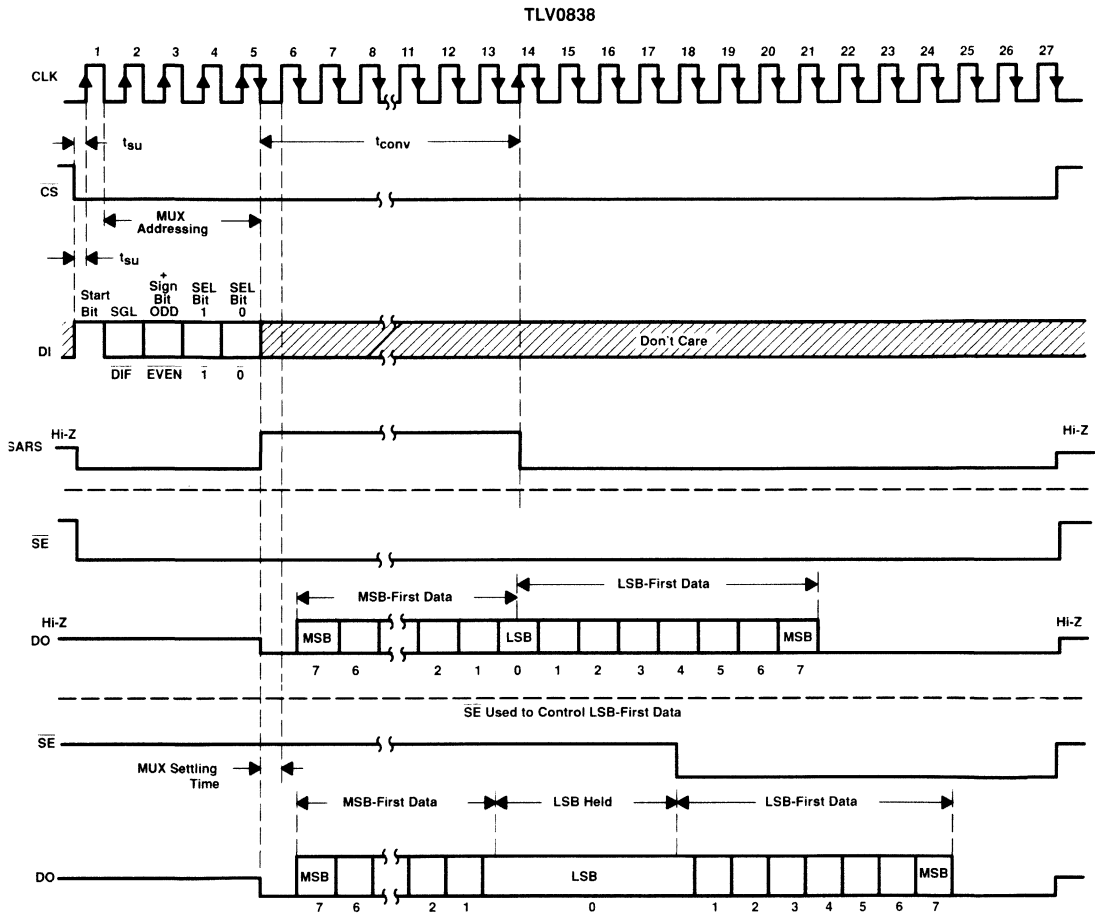 TLV0838
1 2 3 4 5 6 7 8 11 12 13 14 15 16 17 18 19 20 21 22 23 24 25 26 27
CLK
tsu
tconv
CS
MUX
Addressing
tsu
Start
Bit
SGL
+
Sign
Bit
ODD
SEL
Bit
1
SEL
Bit
0
DI
Don't Care
DIF EVEN 1 0
Hi-Z
SARS
Hi-Z
SE
MSB-First Data
LSB-First Data
Hi-Z
DO
MSB
LSB
MSB
Hi-Z
7 6 2 1 0 1 2 3 4 5 6 7
SE Used to Control LSB-First Data
SE
MUX Settling
Time
MSB-First Data
LSB Held
LSB-First Data
DO
MSB
LSB
MSB
7 6 2 1 0 1 2 3 4 5 6 7